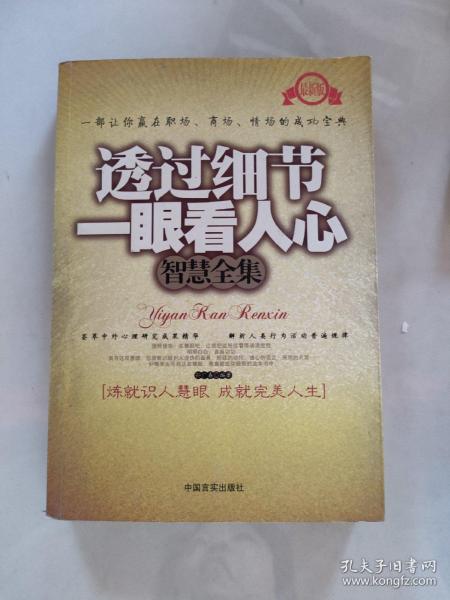 最新版
一部让你赢在职场、商场、情场的成功宝典
透过细节
一眼看人心
智慧全集
Yiyan Kan Renxin
荟萃中外心理研究成果精华 解析人类行为活动普遍规律
[炼就识人慧眼 成就完美人生]
中国言实出版社
孔夫子旧书网
www.kongfz.com